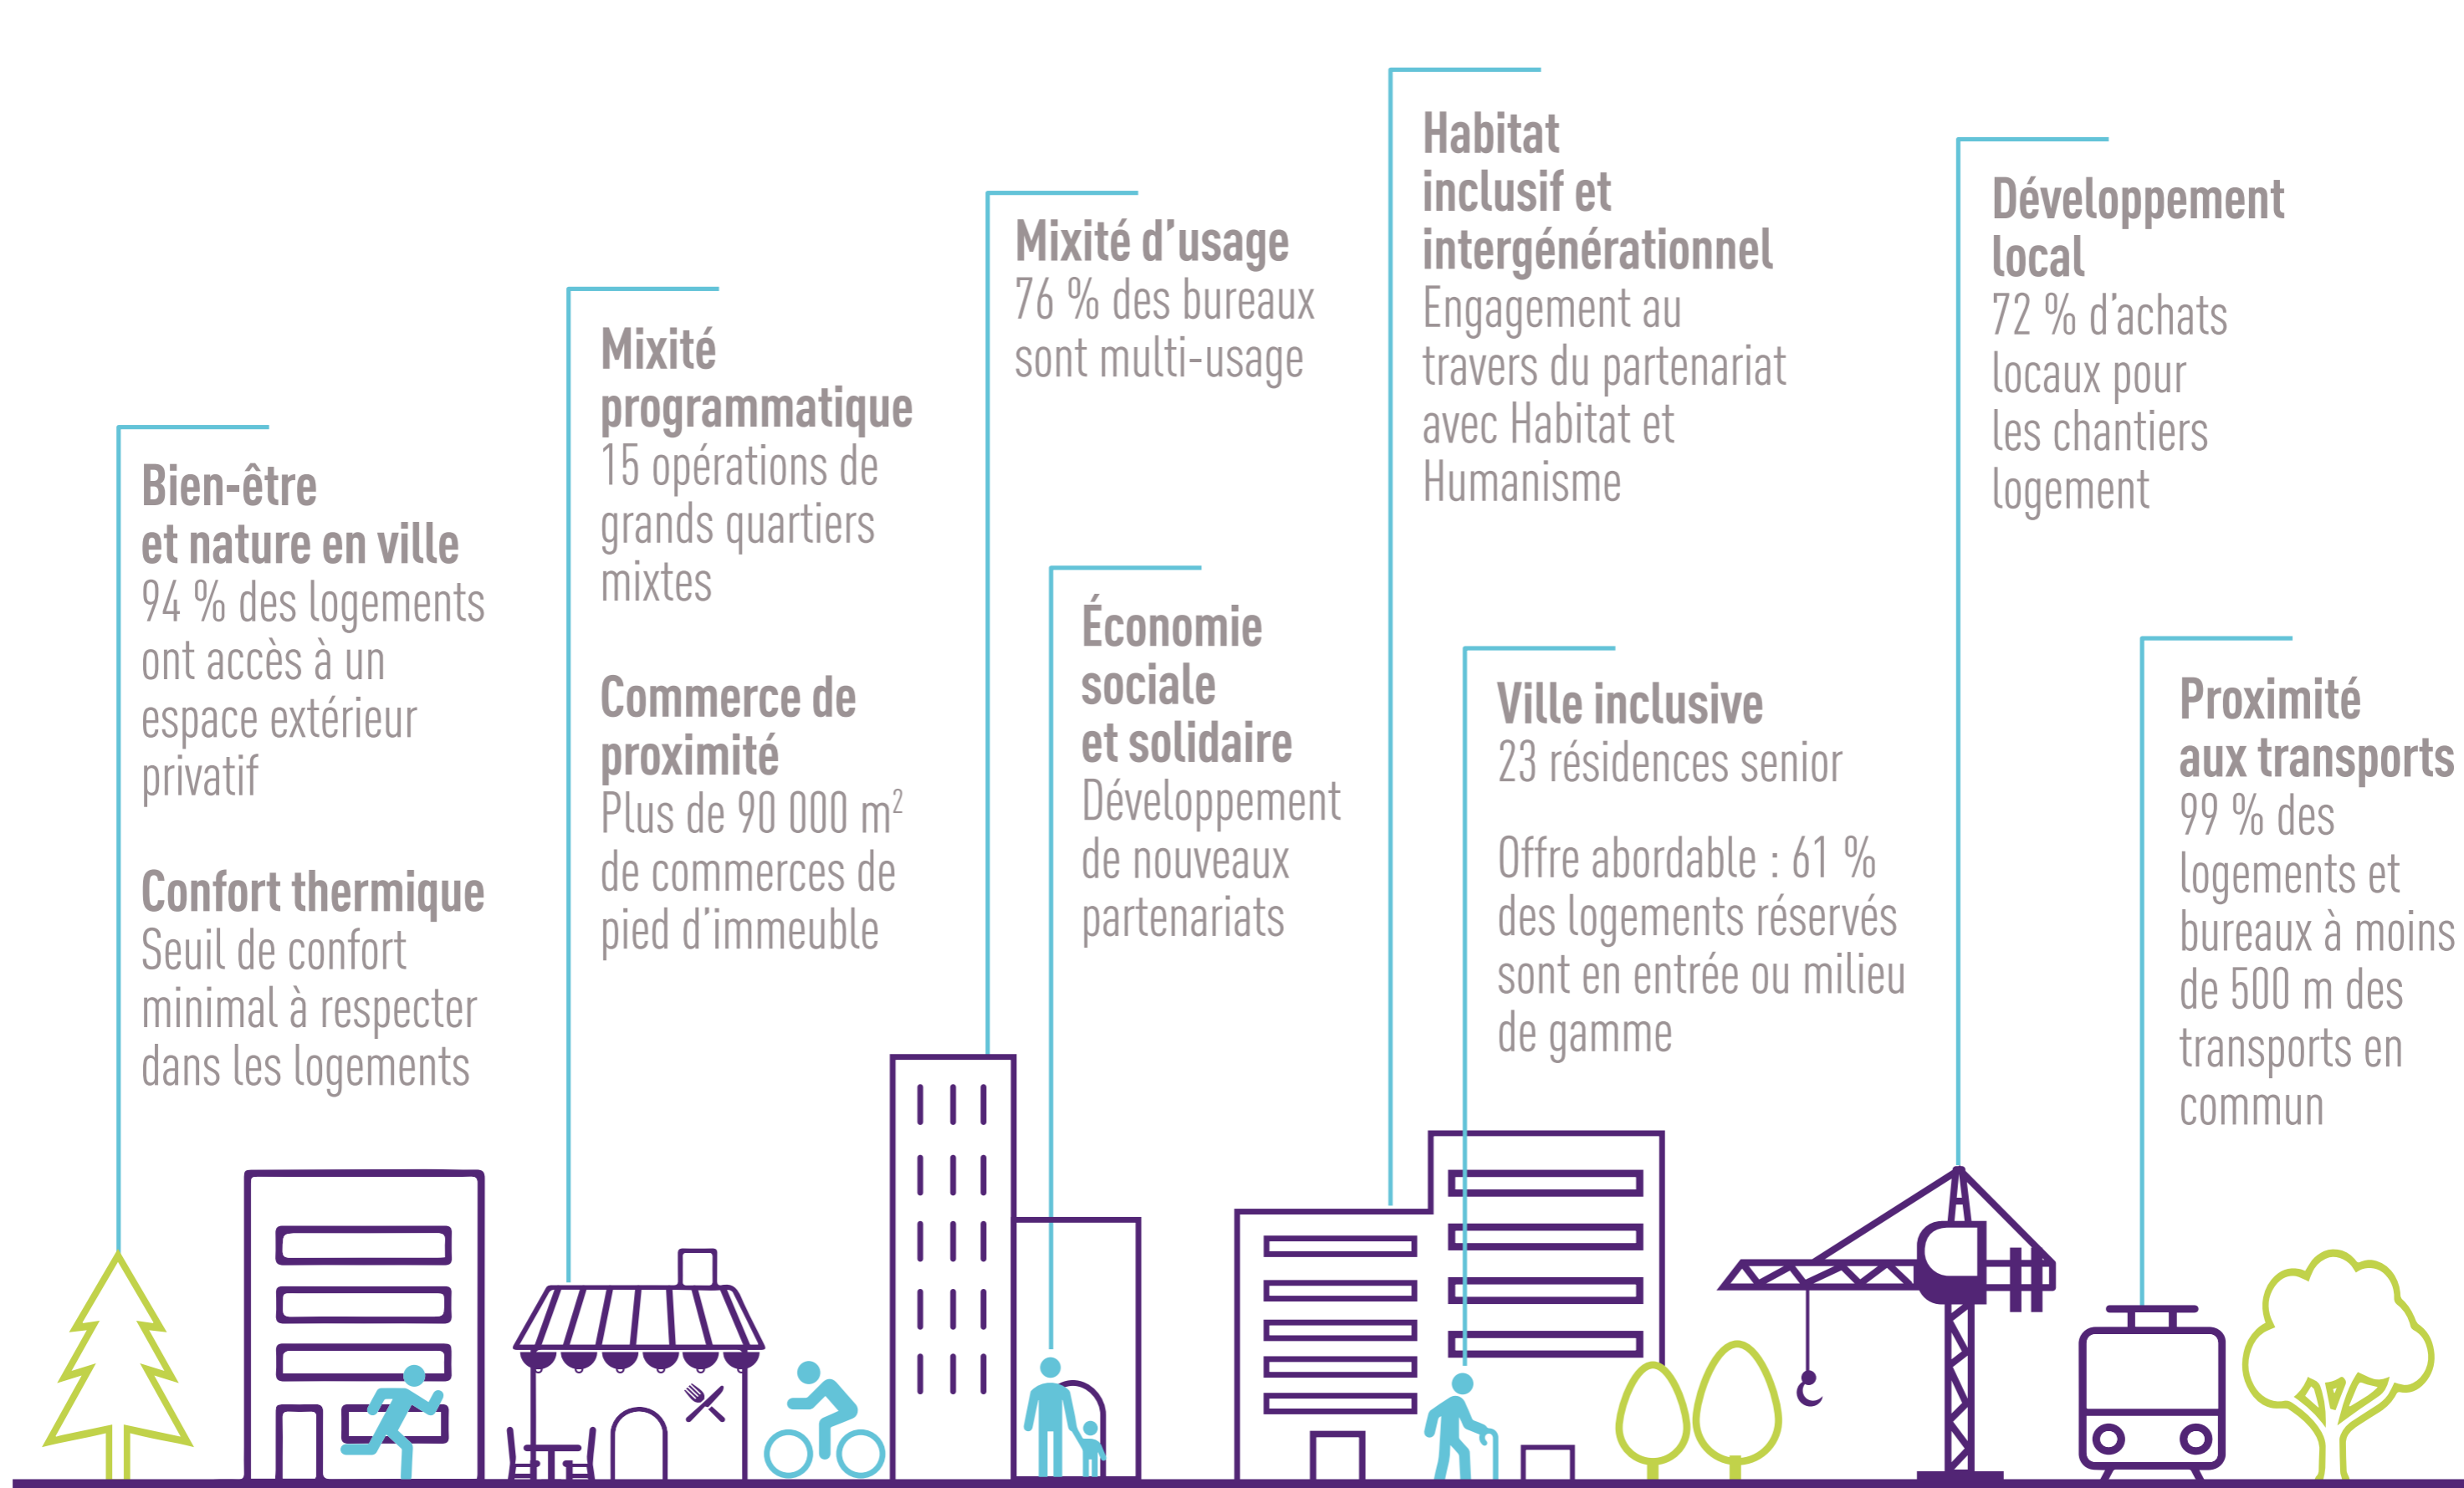 Bien-être
et nature en ville
94 % des logements
ont accès à un
espace extérieur
privatif
Confort thermique
Seuil de confort
minimal à respecter
dans les logements
Mixité
programmatique
15 opérations de
grands quartiers
mixtes
Commerce de
proximité
Plus de 90 000 m²
de commerces de
pied d’immeuble
Mixité d’usage
76 % des bureaux
sont multi-usage
Économie
sociale
et solidaire
Développement
de nouveaux
partenariats
Habitat
inclusif et
intergénérationnel
Engagement au
travers du partenariat
avec Habitat et
Humanisme
Ville inclusive
23 résidences senior
Offre abordable : 61 %
des logements réservés
sont en entrée ou milieu
de gamme
Développement
local
72 % d’achats
locaux pour
les chantiers
logement
Proximité
aux transports
99 % des
logements et
bureaux à moins
de 500 m des
transports en
commun